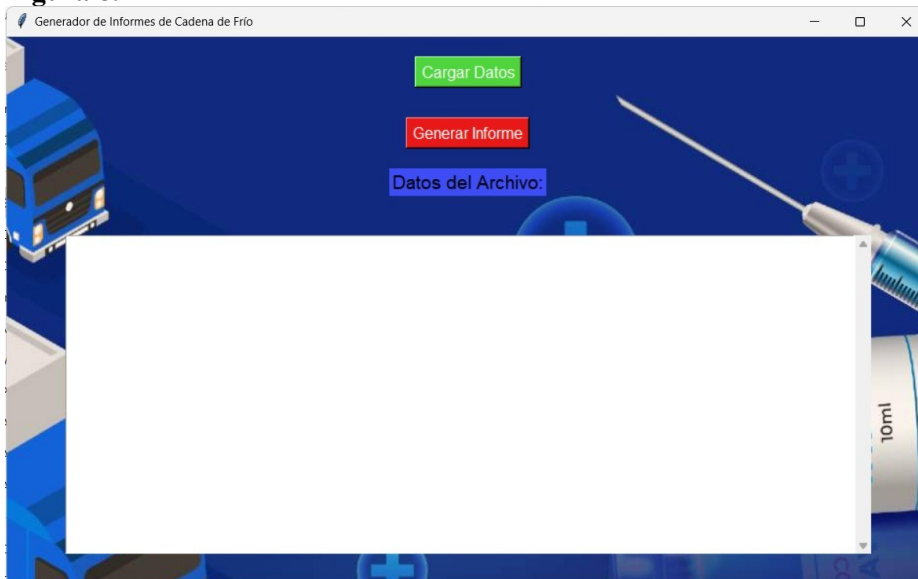 Generador de Informes de Cadena de Frío
Cargar Datos
Generar Informe
Datos del Archivo:
10ml